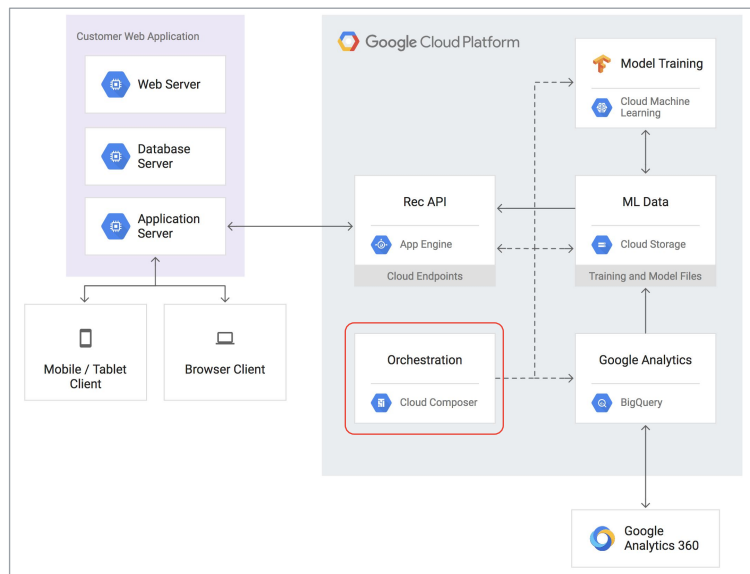 Customer Web Application
Web Server
Database
Server
Application
Server
Mobile / Tablet
Client
Browser Client
Google Cloud Platform
Model Training
Cloud Machine
Learning
Rec API
App Engine
Cloud Endpoints
ML Data
Cloud Storage
Training and Model Files
Orchestration
Cloud Composer
Google Analytics
BigQuery
Google
Analytics 360